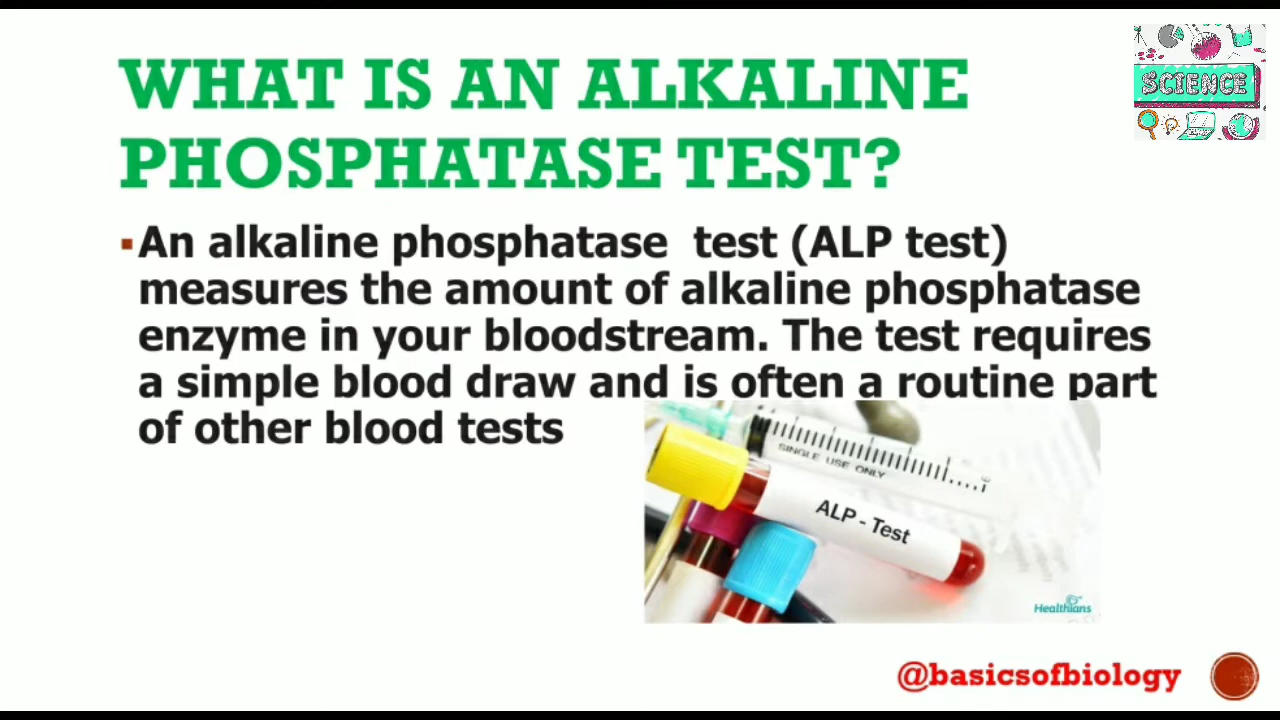 WHAT IS AN ALKALINE
PHOSPHATASE TEST?
SCIENCE
An alkaline phosphatase test (ALP test)
measures the amount of alkaline phosphatase
enzyme in your bloodstream. The test requires
a simple blood draw and is often a routine part
of other blood tests
SINGLE USE ONLY
ALP - Test
Healthians
@basicsofbiology